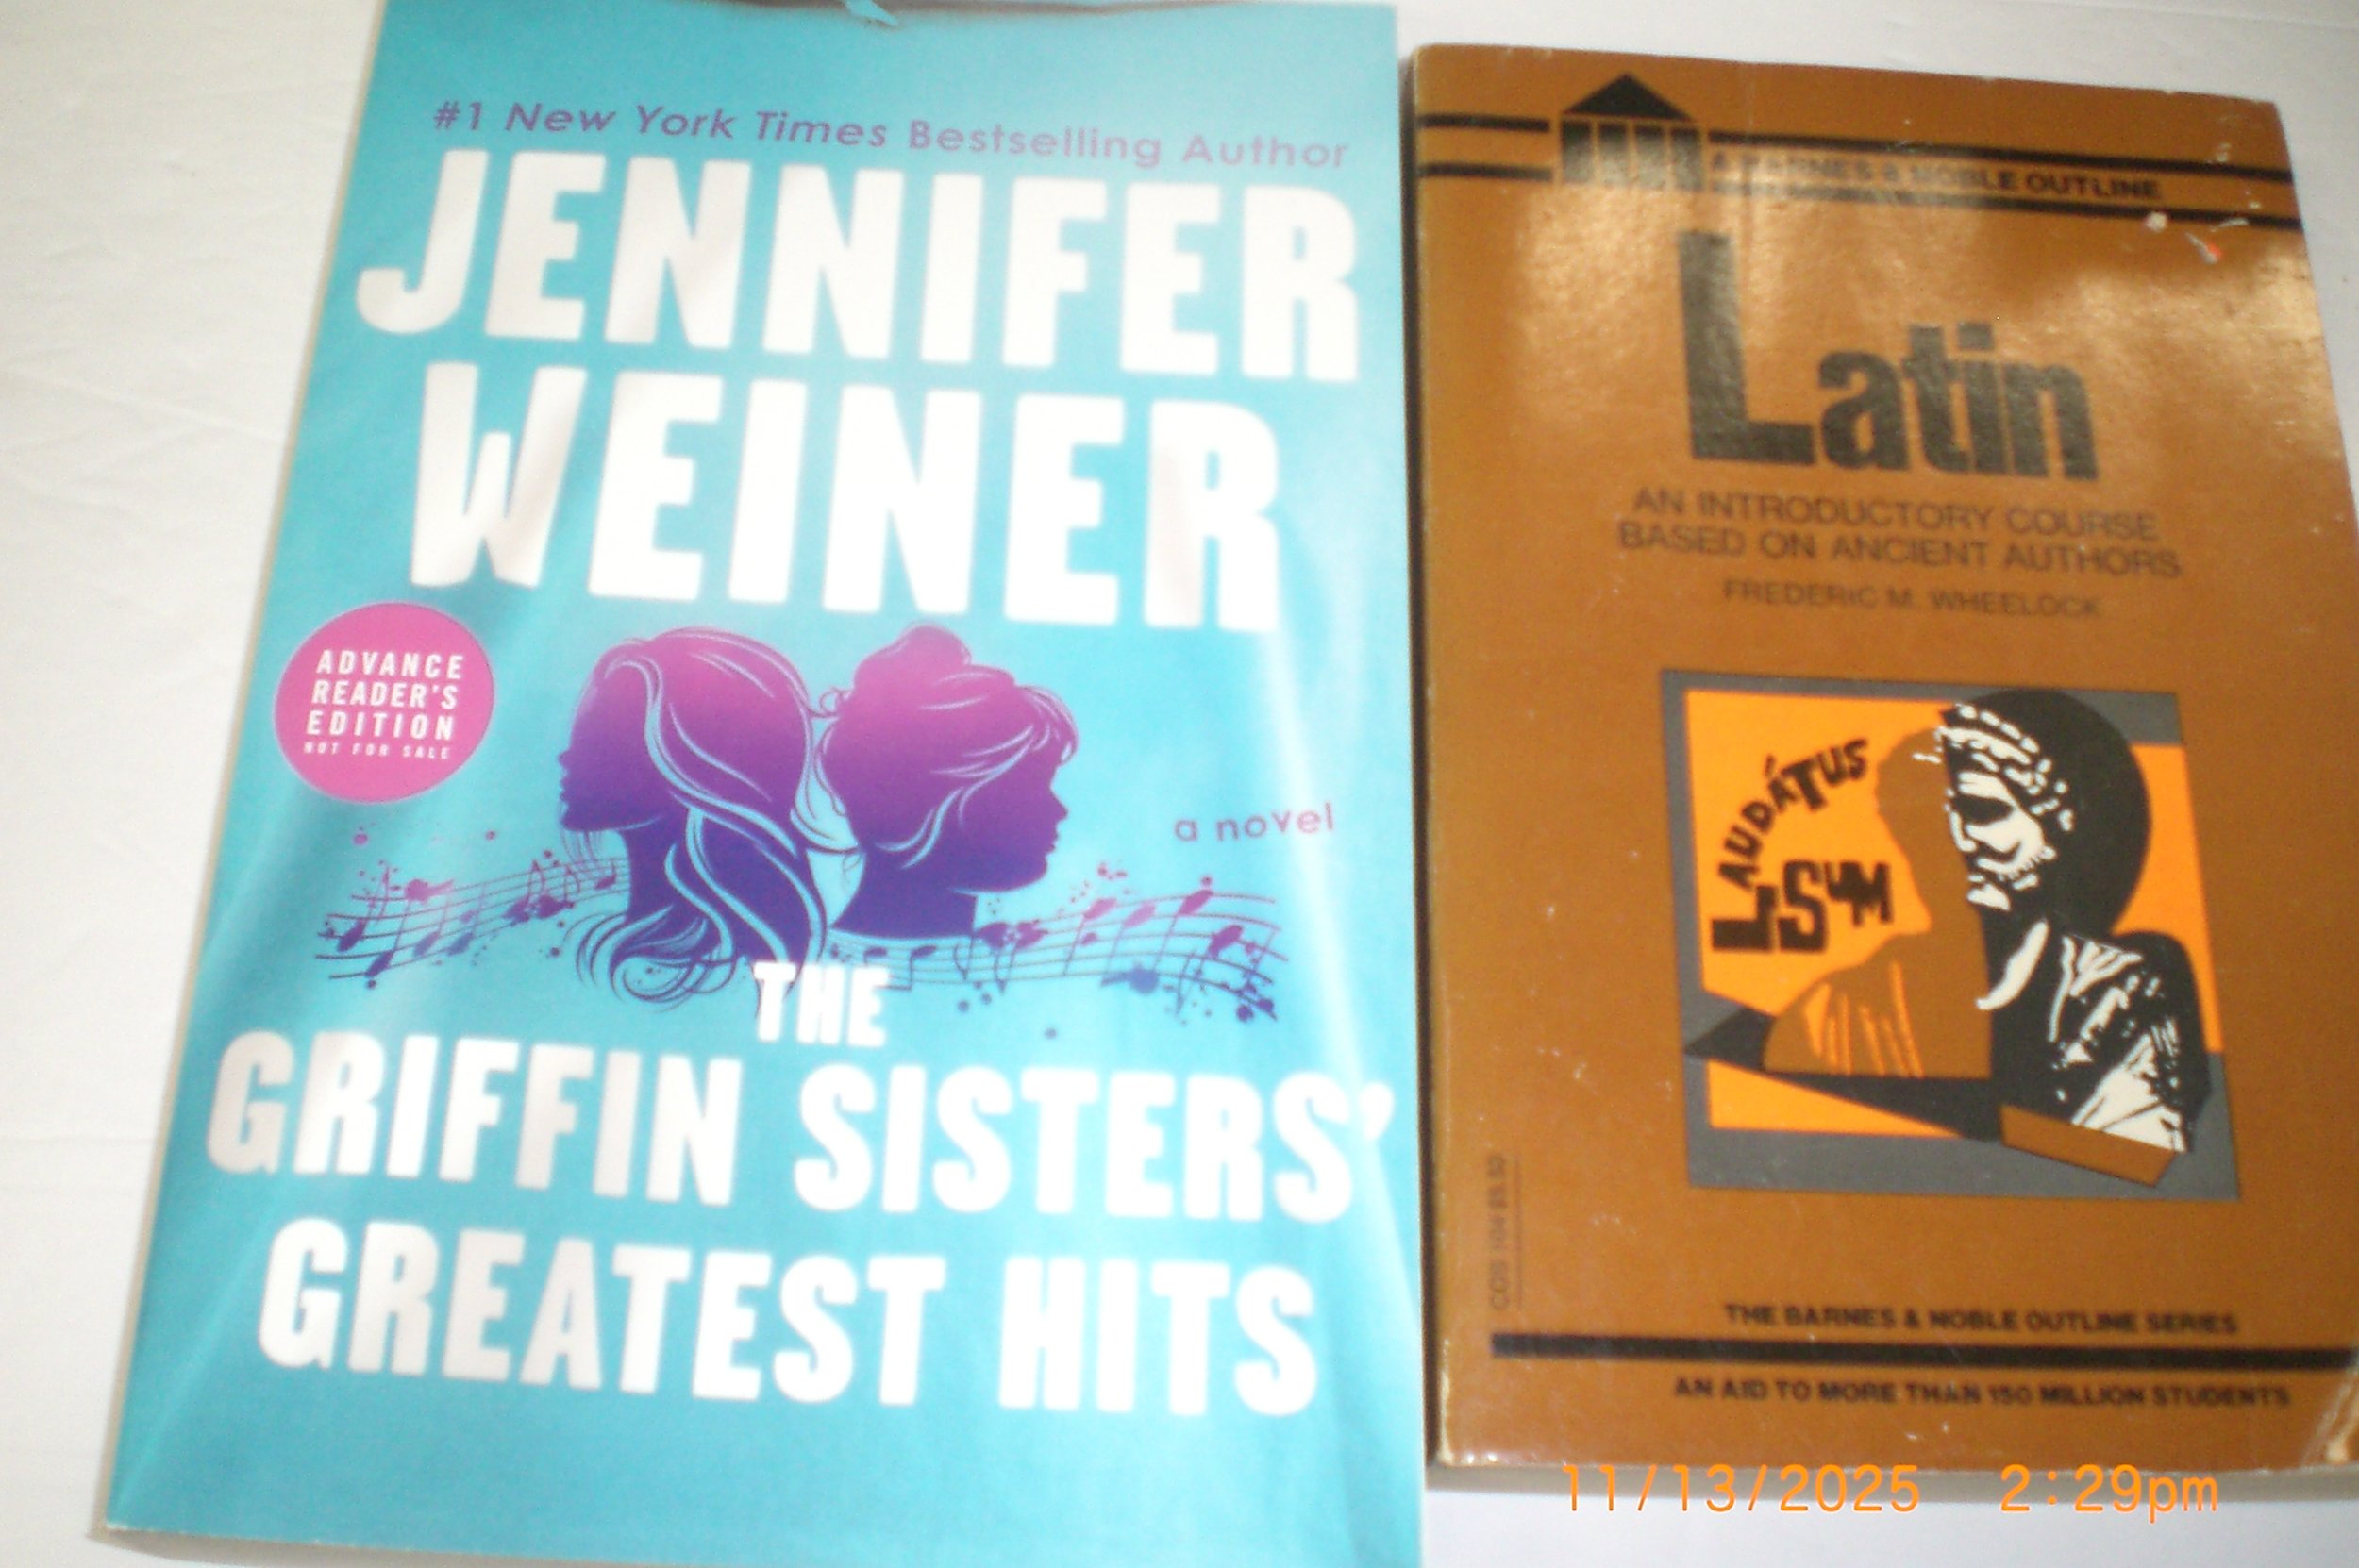 #1 New York Times Bestselling Author
JENNIFER
WEINER
ADVANCE
READER'S
EDITION
NOT FOR SALE
a novel
THE
GRIFFIN SISTERS'
GREATEST HITS
A BARNES & NOBLE OUTLINE
Latin
AN INTRODUCTORY COURSE
BASED ON ANCIENT AUTHORS
FREDERIC M. WHEELOCK
LAUDÁTUS
SUM
THE BARNES & NOBLE OUTLINE SERIES
AN AID TO MORE THAN 150 MILLION STUDENTS
11/13/2025 2:29pm